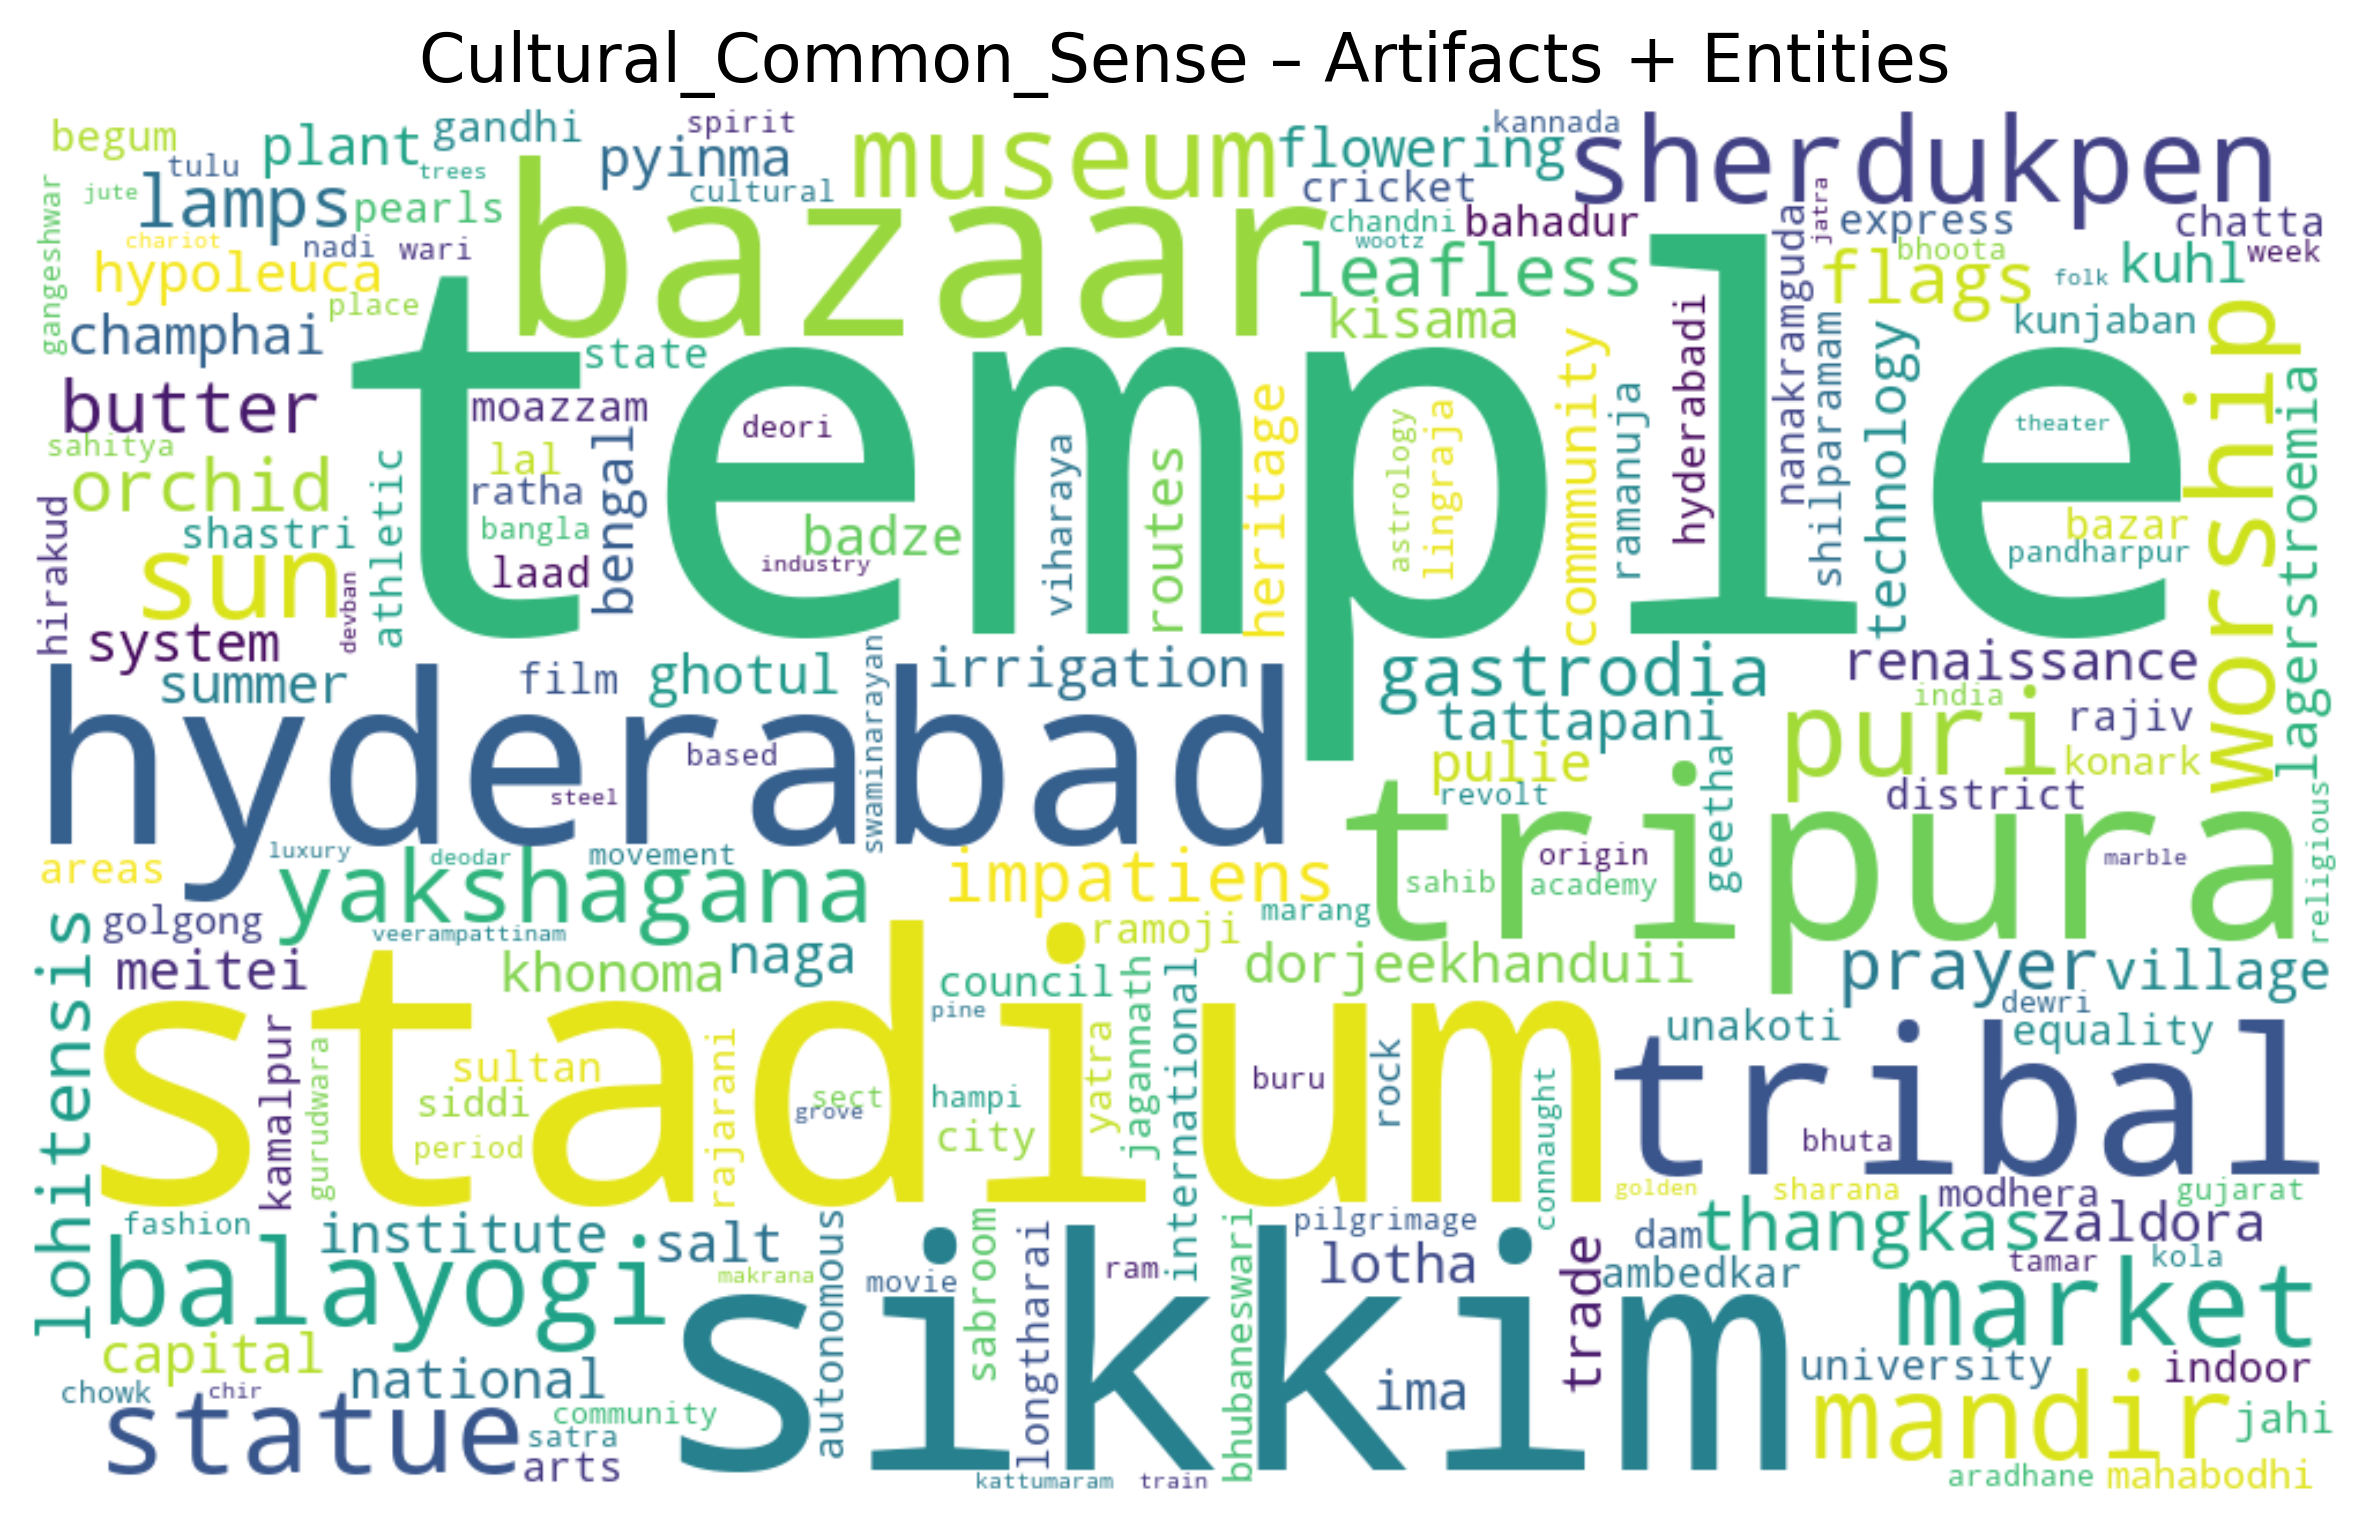 Cultural_Common_Sense – Artifacts + Entities
begum
plant
gandhi
spirit
museum
flowering
kannada
sherdukpen
tulu
trees
pyinma
jute
lamps
pearls
cultural
bazaar
cricket
chandni
bahadur
jatra
express
chatta
gangeshwar
chariot
nadi
wari
wootz
bhoota
week
hypoleuca
leafless
nanakramguda
flags
folk
kuhl
champhai
place
state
kisama
community
hyderabadi
shilparamam
technology
kunjaban
worship
temple
butter
moazzam
deori
heritage
ramanuja
theater
lagerstroemia
sahitya
orchid
athletic
lal
ratha
bengal
viharaya
routes
astrology
lingraja
hirakud
shastri
bangla
badze
bazar
sun
devban
laad
industry
pandharpur
system
summer
film
ghotul
swaminarayan
irrigation
gastrodia
renaissance
hyderabad
based
tattapani
puri
india
rajiv
steel
pulie
geetha
konark
revolt
district
tripura
religious
areas
luxury
deodar
movement
impatiens
origin
marble
yakshagana
sahib
academy
lohitensis
golgong
veerampattinam
ramoji
marang
meitei
khonoma
naga
council
jagannath
international
dorjeekhanduii
prayer
village
stadium
pine
dewri
kamalpur
gurudwara
sultan
rajarani
yatra
rock
unakoti
equality
siddi
sect
grove
hampi
buru
connaught
tribal
period
city
bhuta
golden
sharana
modhera
gujarat
fashion
institute
salt
autonomous
sabroom
longtharai
bhubaneswari
pilgrimage
dam
thangkas
zaldora
balayogi
makrana
movie
ram
lotha
trade
ambedkar
tamar
kola
sikkim
market
capital
chowk
chir
national
ima
university
indoor
statue
community
satra
arts
mandir
jahi
kattumaram
train
aradhane
mahabodhi